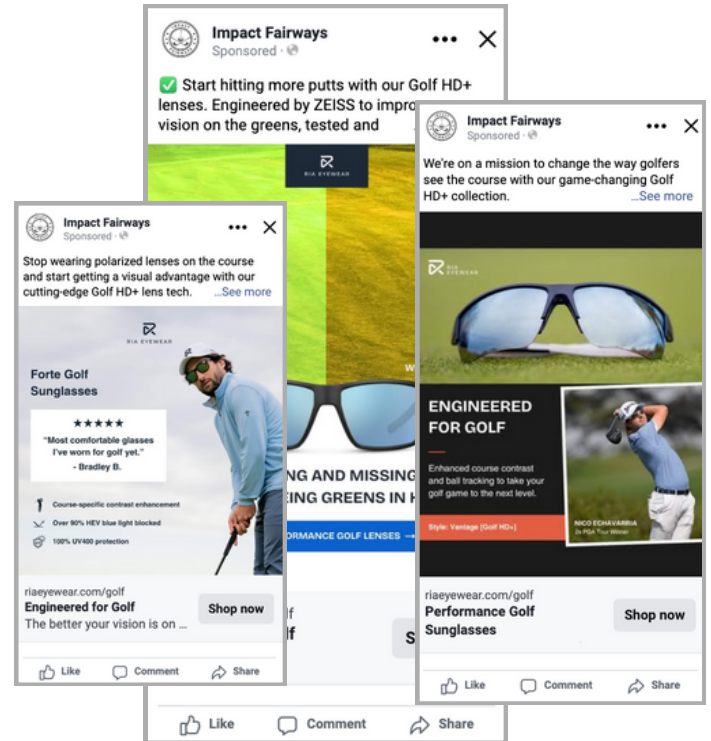 Impact Fairways
Sponsored
✅ Start hitting more putts with our Golf HD+
lenses. Engineered by ZEISS to
vision on the greens, tested and
RIA EYEWEAR
Like
Comment
Share
Impact Fairways
Sponsored
Stop wearing polarized lenses on the course
and start getting a visual advantage with our
cutting-edge Golf HD+ lens tech. ...See more
RIA EYEWEAR
Forte Golf
Sunglasses
★★★★★
“Most comfortable glasses
I've worn for golf yet.”
- Bradley B.
Course-specific contrast enhancement
Over 90% HEV blue light blocked
100% UV400 protection
riaeyewear.com/golf
Engineered for Golf
The better your vision is on ...
Shop now
Like
Comment
Share
Impact Fairways
Sponsored
We're on a mission to change the way golfers
see the course with our game-changing Golf
HD+ collection. ...See more
RIA
EYEWEAR
ENGINEERED
FOR GOLF
Enhanced course contrast
and ball tracking to take your
golf game to the next level.
Style: Vantage [Golf HD+]
NICO ECHAVARRIA
2x PGA Tour Winner
riaeyewear.com/golf
Performance Golf
Sunglasses
Shop now
Like
Comment
Share
AND MISSING
GREENS IN
GOLF LENSES →